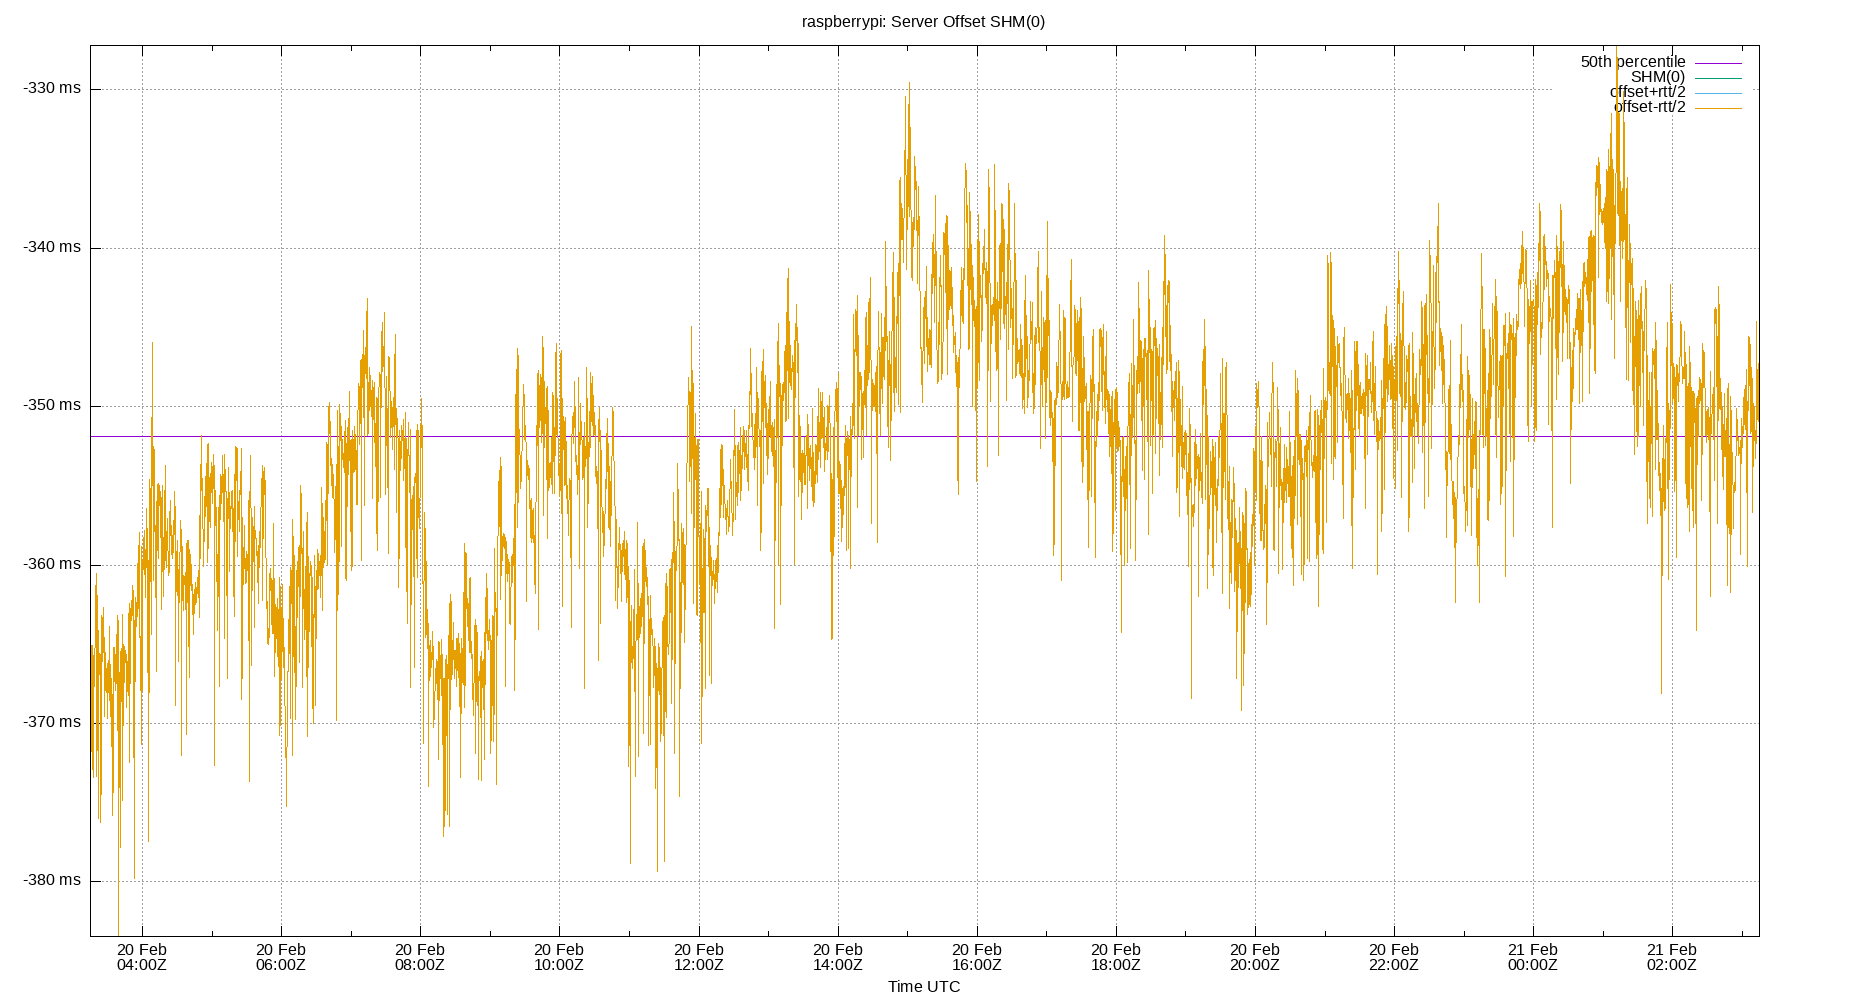 raspberrypi: Server Offset SHM(0)
50th percentile
SHM(0)
offset+rtt/2
offset-rtt/2
-330 ms
-340 ms
-350 ms
-360 ms
-370 ms
-380 ms
20 Feb 20 Feb 20 Feb 20 Feb 20 Feb 20 Feb 20 Feb 20 Feb 20 Feb 20 Feb 21 Feb 21 Feb
04:00Z 06:00Z 08:00Z 10:00Z 12:00Z 14:00Z 16:00Z 18:00Z 20:00Z 22:00Z 00:00Z 02:00Z
Time UTC